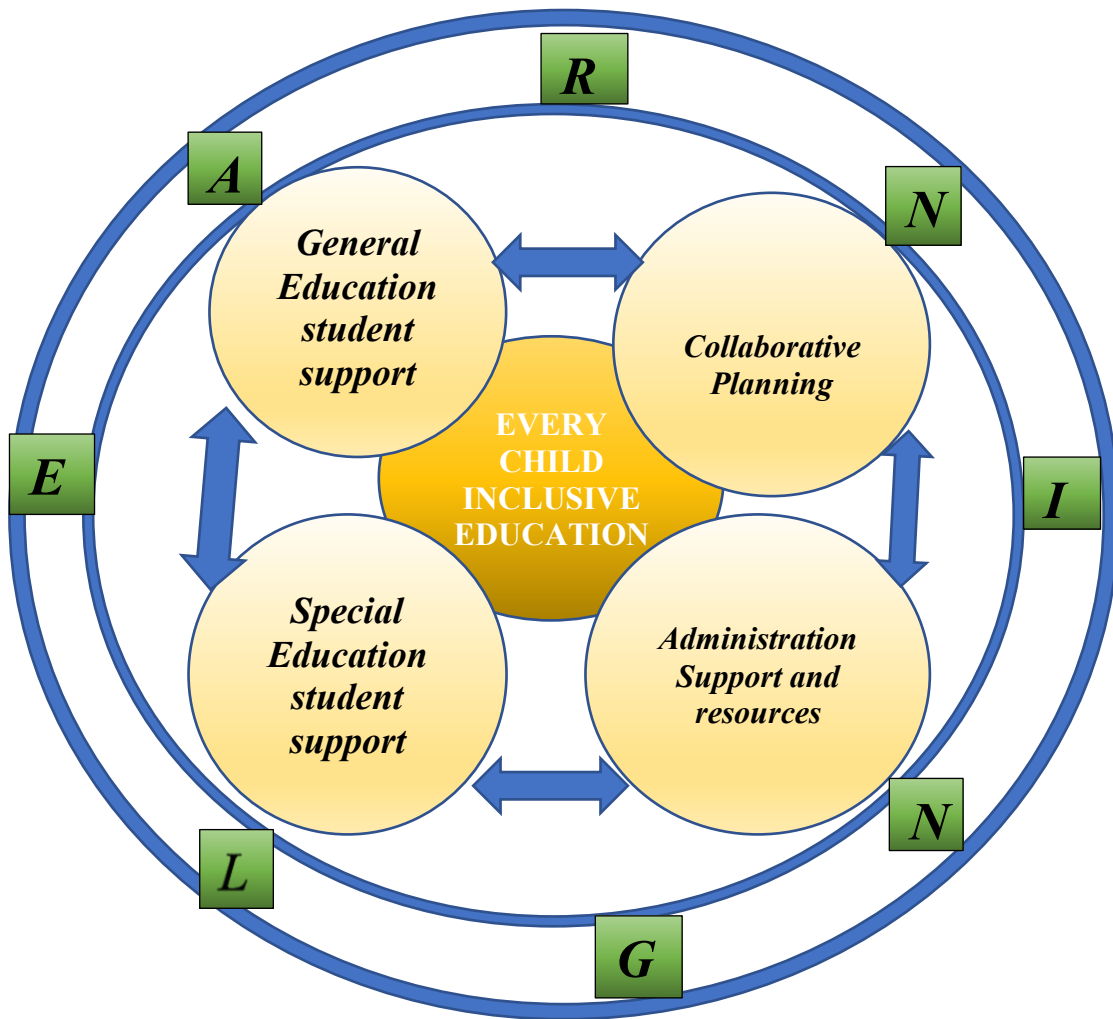 L
E
A
R
N
I
N
G
General
Education
student
support
Collaborative
Planning
EVERY
CHILD
INCLUSIVE
EDUCATION
Special
Education
student
support
Administration
Support and
resources